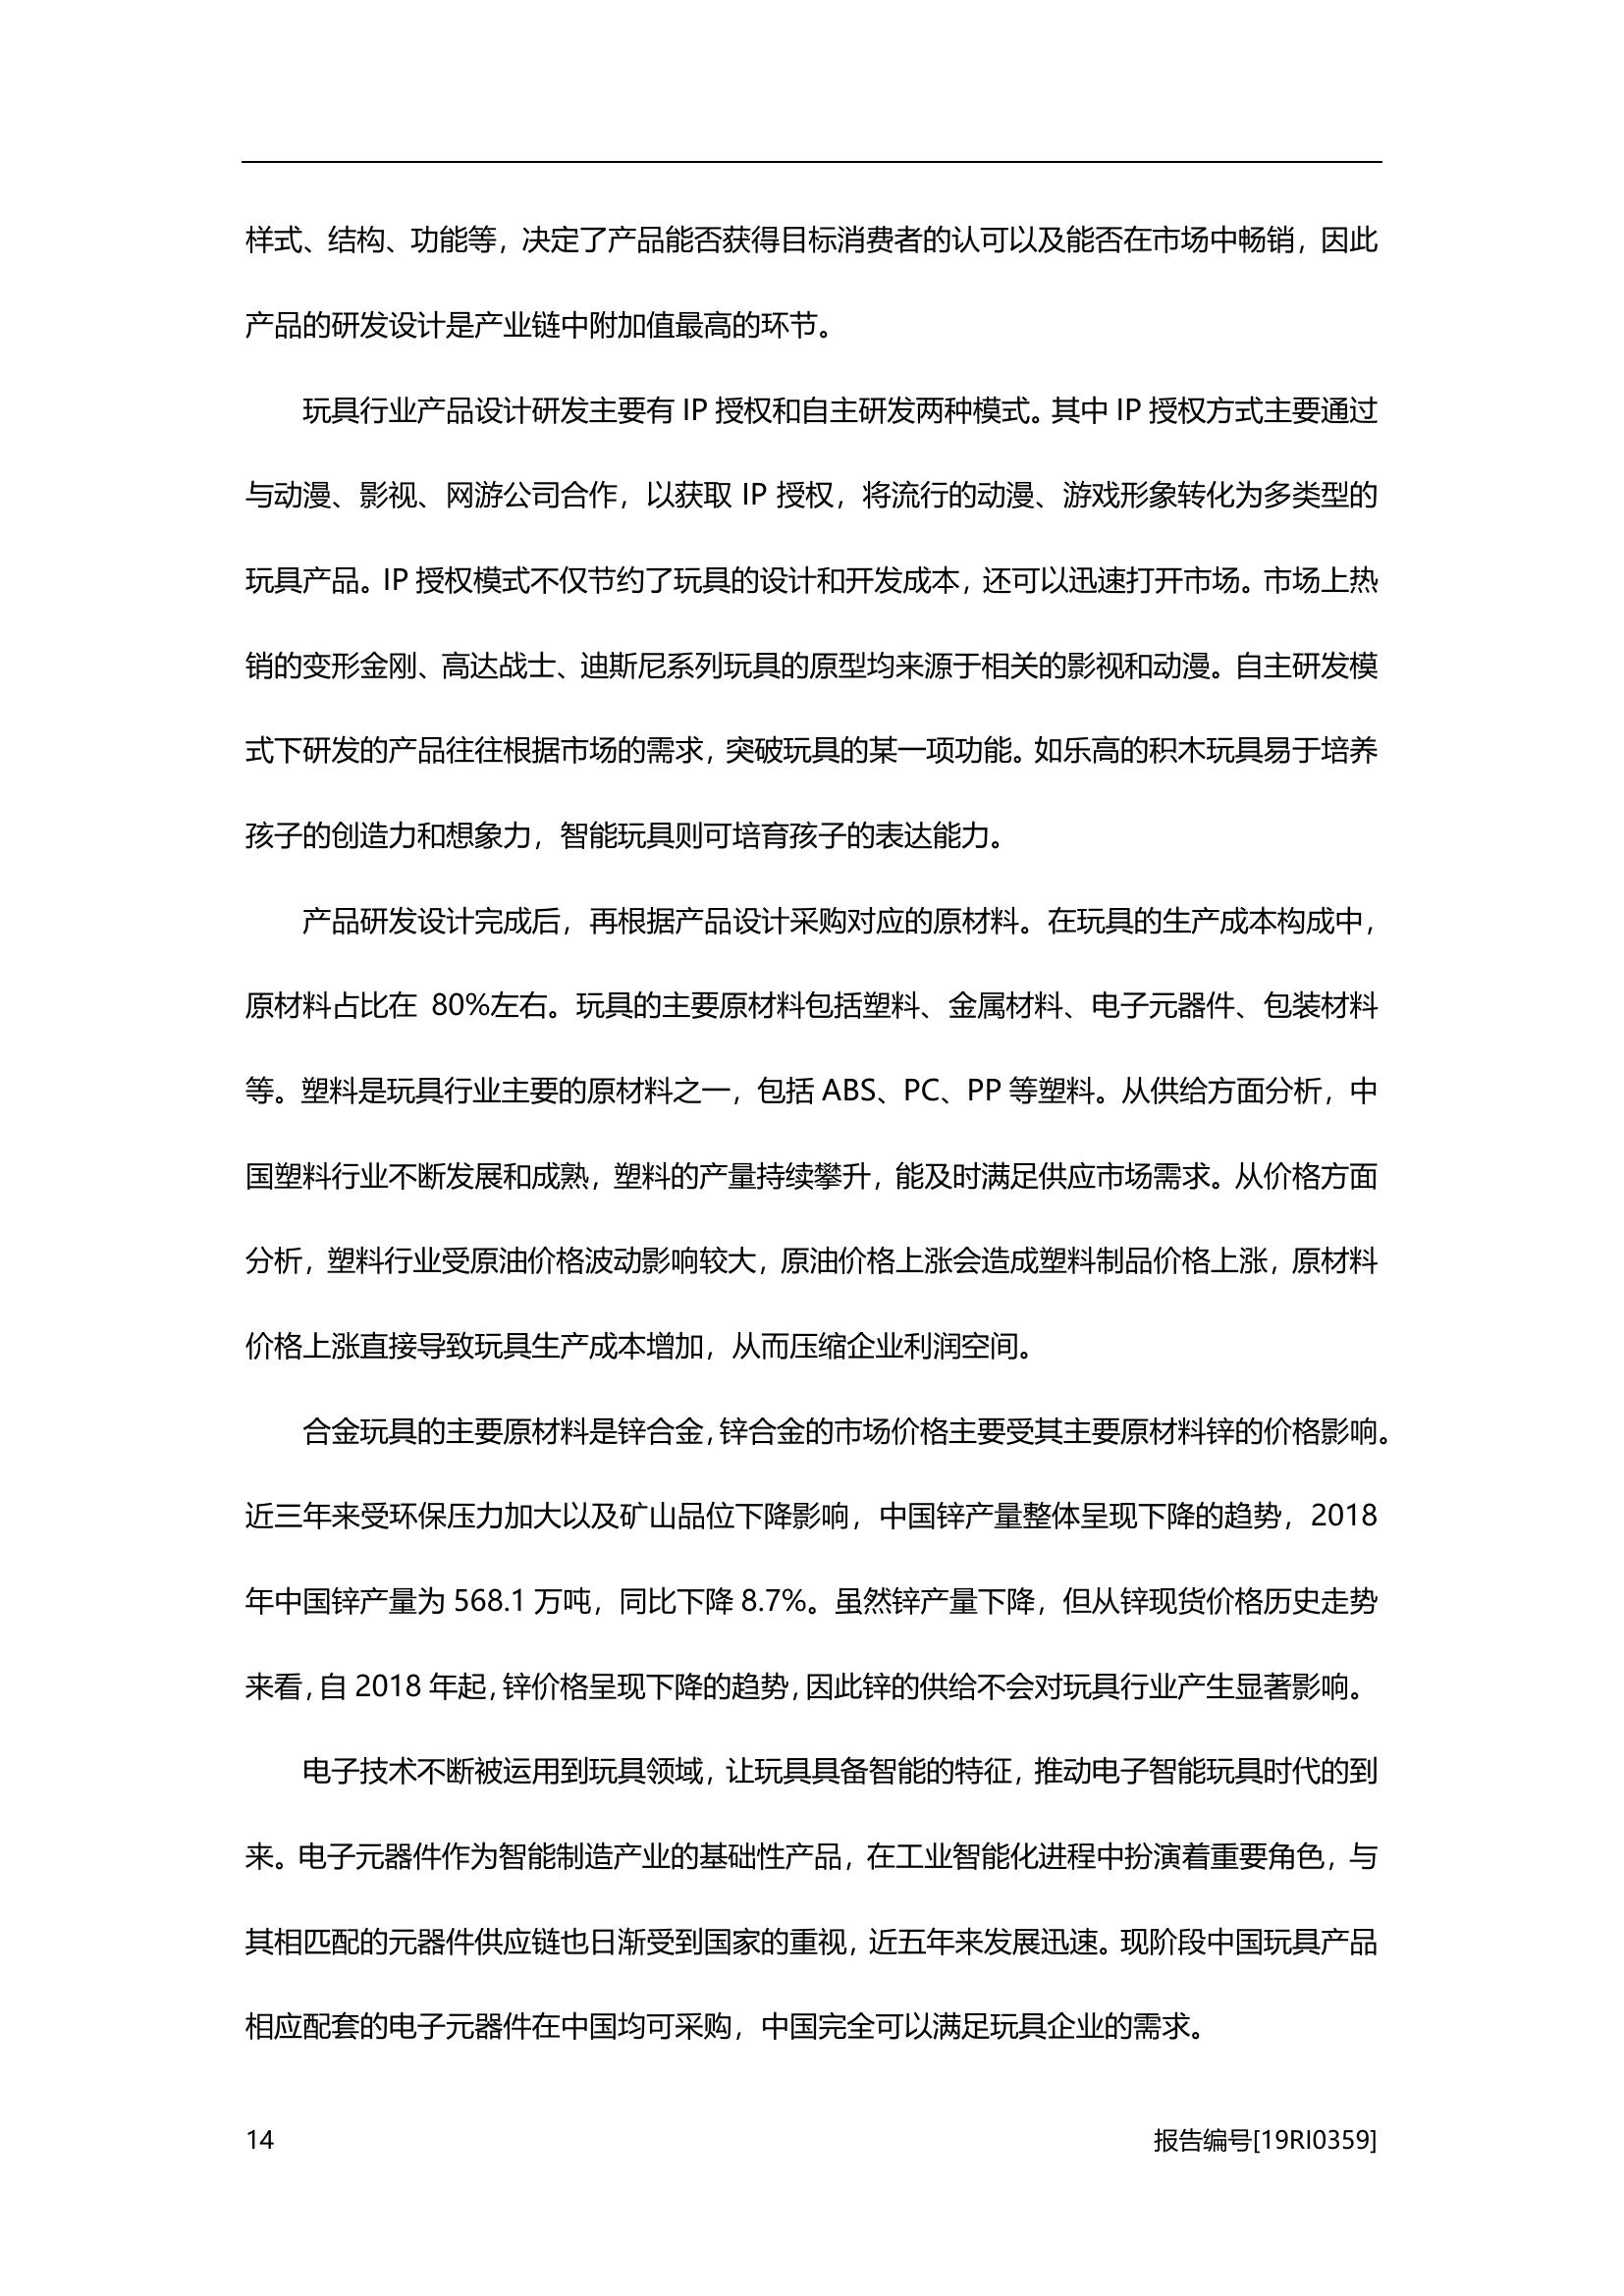 样式、结构、功能等，决定了产品能否获得目标消费者的认可以及能否在市场中畅销，因此
产品的研发设计是产业链中附加值最高的环节。
玩具行业产品设计研发主要有 IP 授权和自主研发两种模式。其中 IP 授权方式主要通过
与动漫、影视、网游公司合作，以获取 IP 授权，将流行的动漫、游戏形象转化为多类型的
玩具产品。IP 授权模式不仅节约了玩具的设计和开发成本，还可以迅速打开市场。市场上热
销的变形金刚、高达战士、迪斯尼系列玩具的原型均来源于相关的影视和动漫。自主研发模
式下研发的产品往往根据市场的需求，突破玩具的某一项功能。如乐高的积木玩具易于培养
孩子的创造力和想象力，智能玩具则可培育孩子的表达能力。
产品研发设计完成后，再根据产品设计采购对应的原材料。在玩具的生产成本构成中，
原材料占比在 80%左右。玩具的主要原材料包括塑料、金属材料、电子元器件、包装材料
等。塑料是玩具行业主要的原材料之一，包括 ABS、PC、PP 等塑料。从供给方面分析，中
国塑料行业不断发展和成熟，塑料的产量持续攀升，能及时满足供应市场需求。从价格方面
分析，塑料行业受原油价格波动影响较大，原油价格上涨会造成塑料制品价格上涨，原材料
价格上涨直接导致玩具生产成本增加，从而压缩企业利润空间。
合金玩具的主要原材料是锌合金，锌合金的市场价格主要受其主要原材料锌的价格影响。
近三年来受环保压力加大以及矿山品位下降影响，中国锌产量整体呈现下降的趋势，2018
年中国锌产量为 568.1 万吨，同比下降 8.7%。虽然锌产量下降，但从锌现货价格历史走势
来看，自 2018 年起，锌价格呈现下降的趋势，因此锌的供给不会对玩具行业产生显著影响。
电子技术不断被运用到玩具领域，让玩具具备智能的特征，推动电子智能玩具时代的到
来。电子元器件作为智能制造产业的基础性产品，在工业智能化进程中扮演着重要角色，与
其相匹配的元器件供应链也日渐受到国家的重视，近五年来发展迅速。现阶段中国玩具产品
相应配套的电子元器件在中国均可采购，中国完全可以满足玩具企业的需求。
14 报告编号[19RI0359]